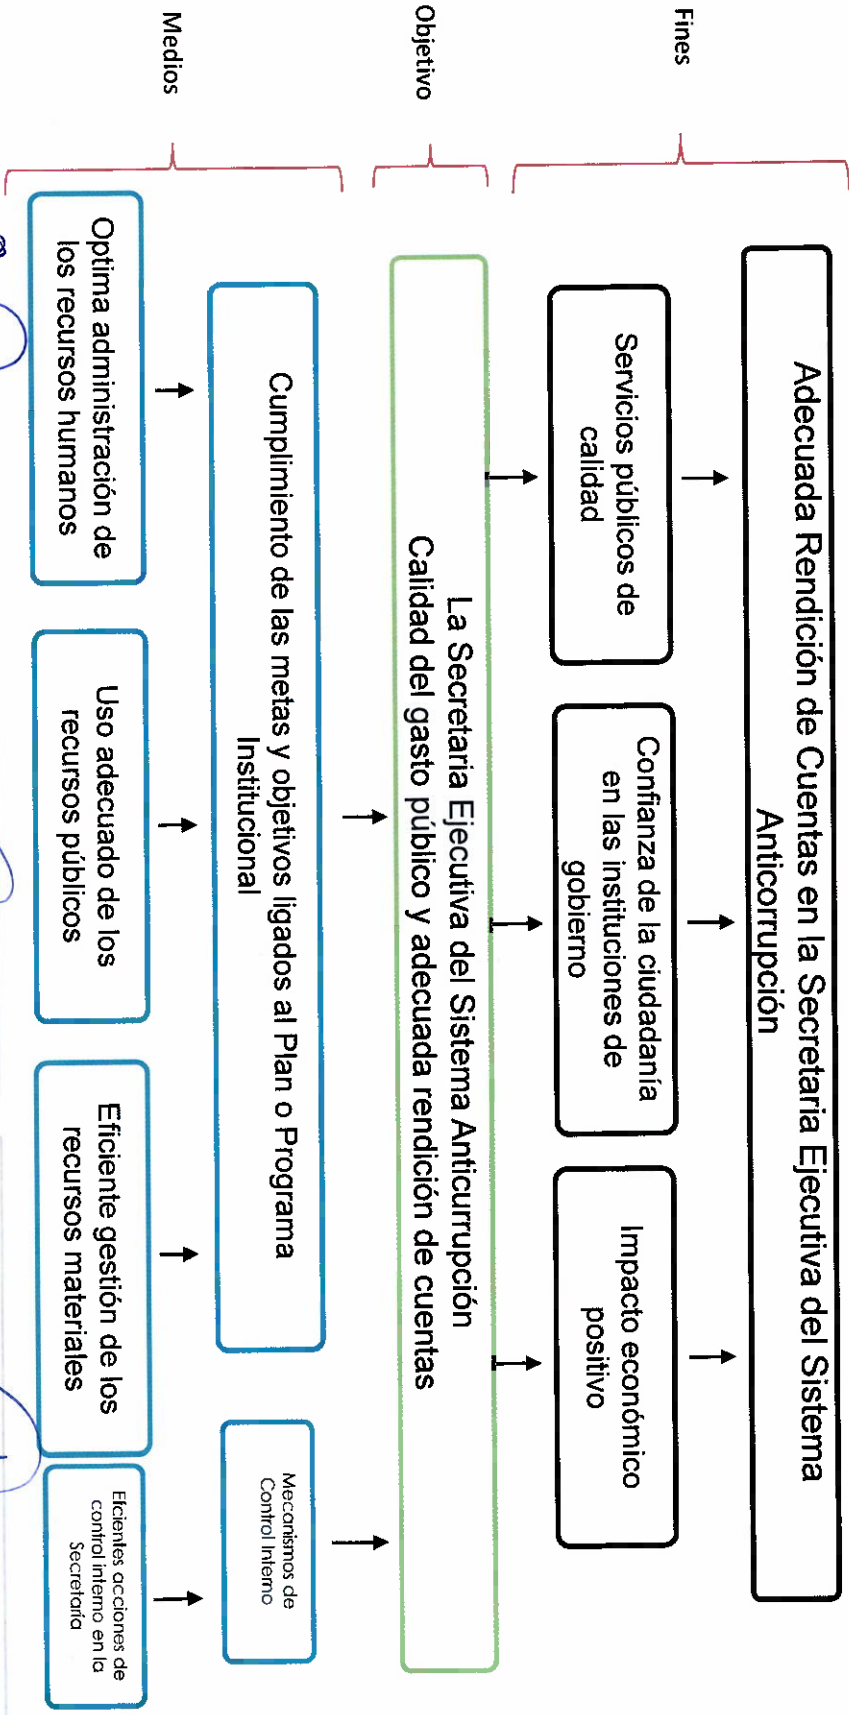 Fines
Adecuada Rendición de Cuentas en la Secretaria Ejecutiva del Sistema
Anticorrupción
Servicios públicos de
calidad
Confianza de la ciudadanía
en las instituciones de
gobierno
Impacto económico
positivo
Objetivo
La Secretaria Ejecutiva del Sistema Anticurrupción
Calidad del gasto público y adecuada rendición de cuentas
Medios
Cumplimiento de las metas y objetivos ligados al Plan o Programa
Institucional
Mecanismos de
Control Interno
Optima administración de
los recursos humanos
Uso adecuado de los
recursos públicos
Eficiente gestión de los
recursos materiales
Eficientes acciones de
control interno en la
Secretaría